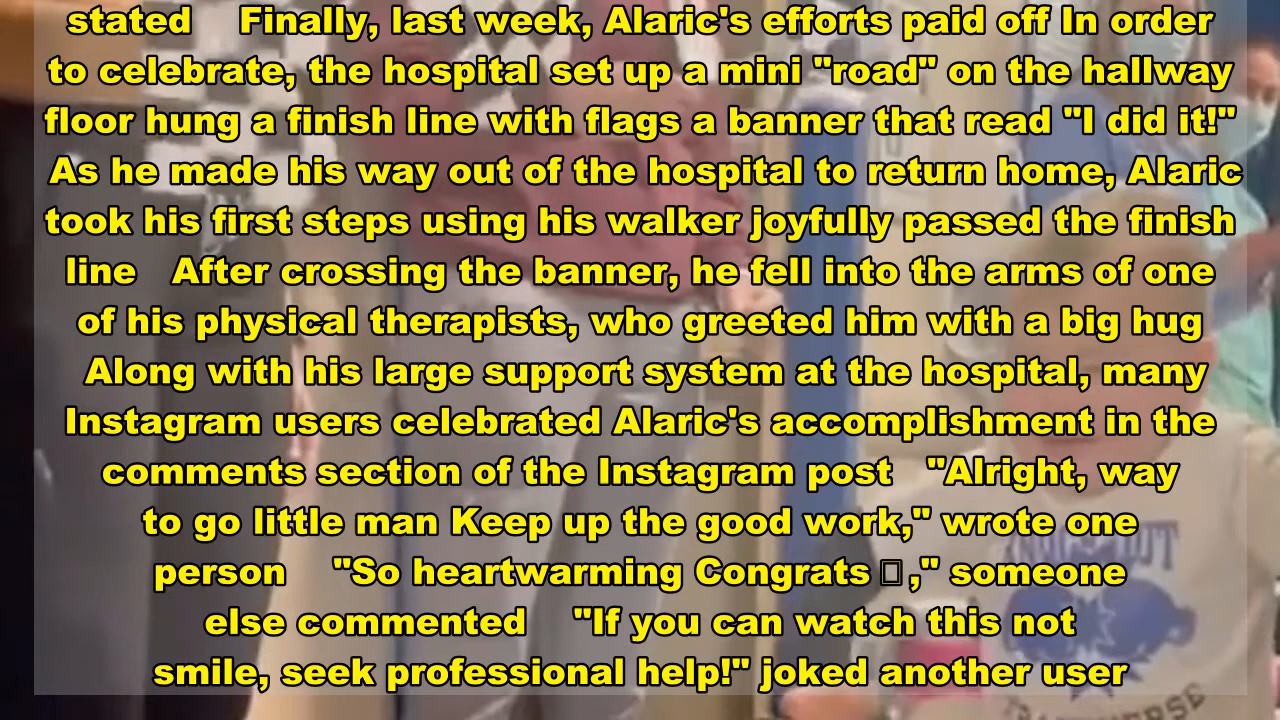 stated Finally, last week, Alaric's efforts paid off In order
to celebrate, the hospital set up a mini "road" on the hallway
floor hung a finish line with flags a banner that read "I did it!"
As he made his way out of the hospital to return home, Alaric
took his first steps using his walker joyfully passed the finish
line After crossing the banner, he fell into the arms of one
of his physical therapists, who greeted him with a big hug
Along with his large support system at the hospital, many
Instagram users celebrated Alaric's accomplishment in the
comments section of the Instagram post "Alright, way
to go little man Keep up the good work," wrote one
person "So heartwarming Congrats ," someone
else commented "If you can watch this not
smile, seek professional help!" joked another user